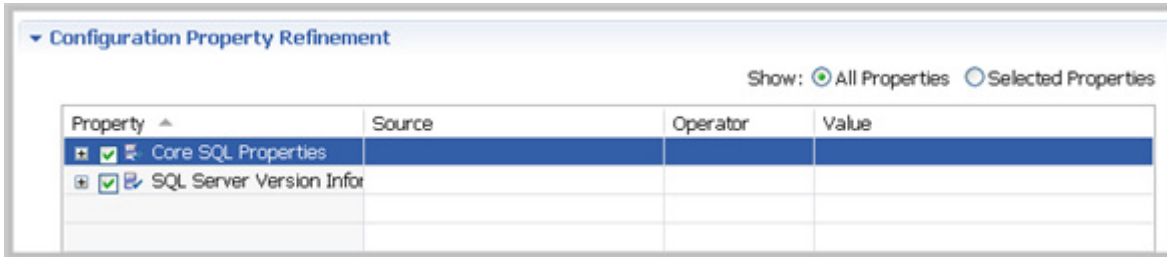 Configuration Property Refinement
Show: All Properties Selected Properties
Property Source Operator Value
Core SQL Properties
SQL Server Version Infor